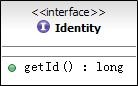 <<interface>>
Identity
getId() : long